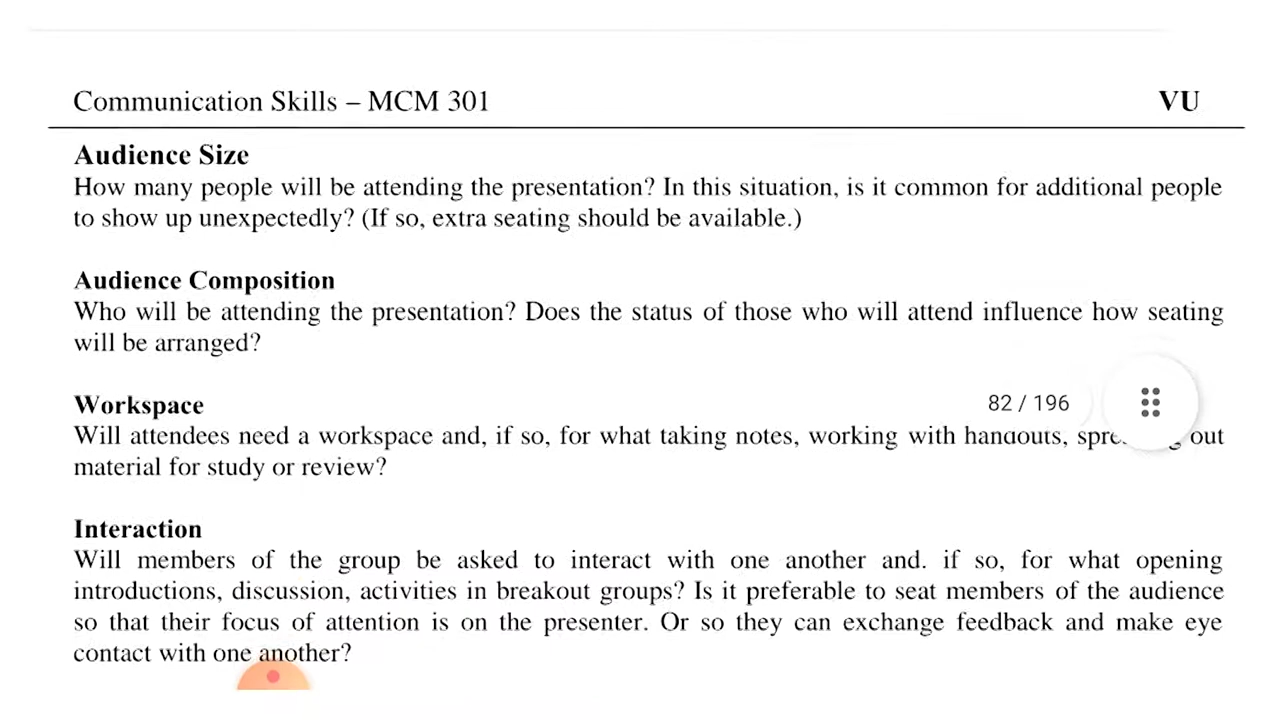 Communication Skills – MCM 301 VU
Audience Size
How many people will be attending the presentation? In this situation, is it common for additional people
to show up unexpectedly? (If so, extra seating should be available.)
Audience Composition
Who will be attending the presentation? Does the status of those who will attend influence how seating
will be arranged?
82 / 196
Workspace
Will attendees need a workspace and, if so, for what taking notes, working with handouts, out
material for study or review?
Interaction
Will members of the group be asked to interact with one another and. if so, for what opening
introductions, discussion, activities in breakout groups? Is it preferable to seat members of the audience
so that their focus of attention is on the presenter. Or so they can exchange feedback and make eye
contact with one another?